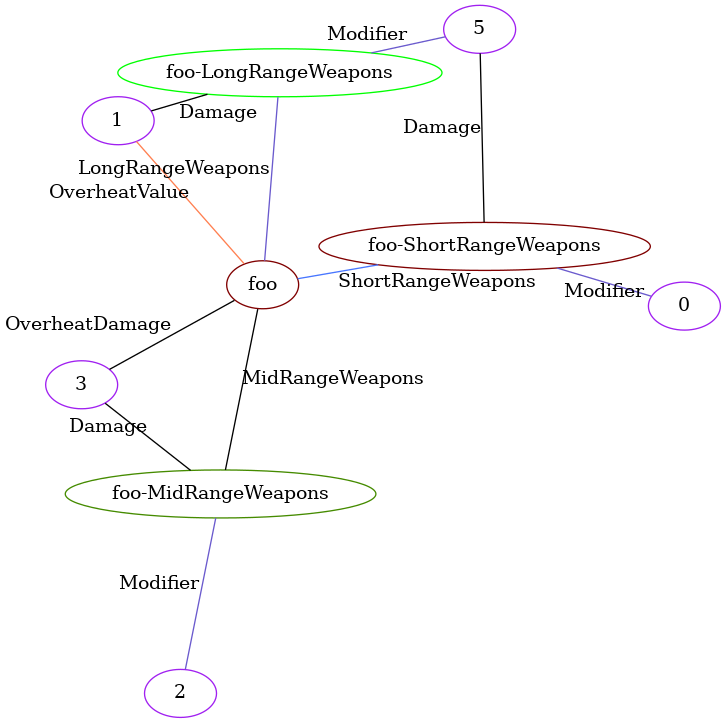 5
Modifier
foo-LongRangeWeapons
1
Damage
Damage
LongRangeWeapons
OverheatValue
foo-ShortRangeWeapons
foo
ShortRangeWeapons
Modifier
0
OverheatDamage
MidRangeWeapons
3
Damage
foo-MidRangeWeapons
Modifier
2